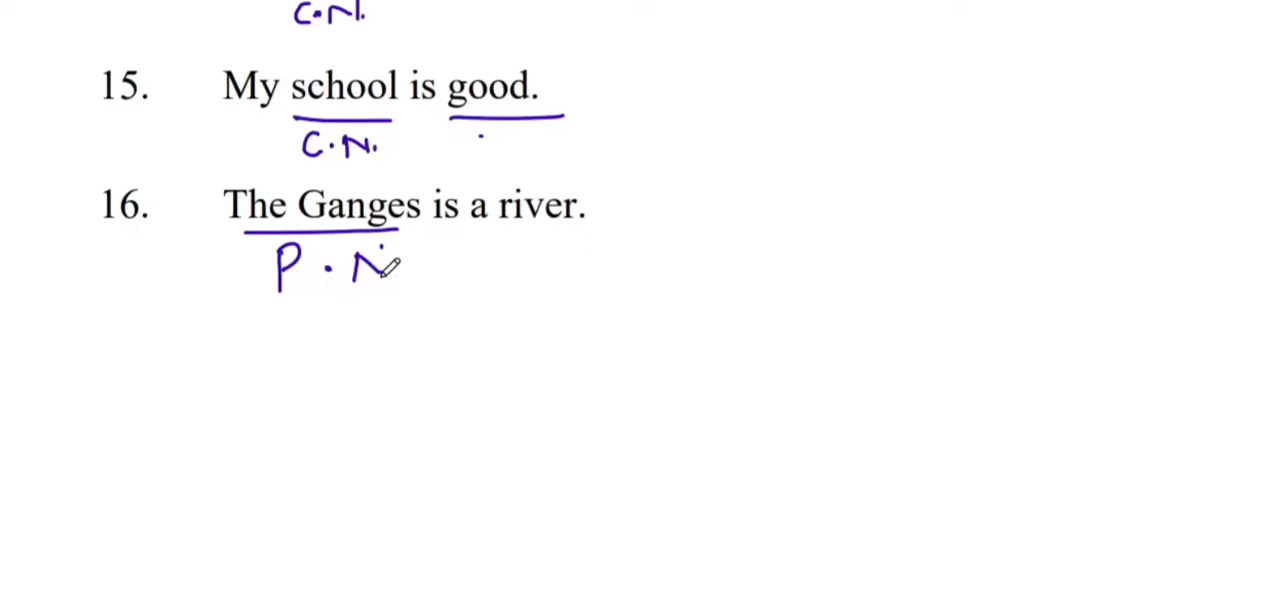 C.N.
15. My school is good.
C.N.
16. The Ganges is a river.
P.N